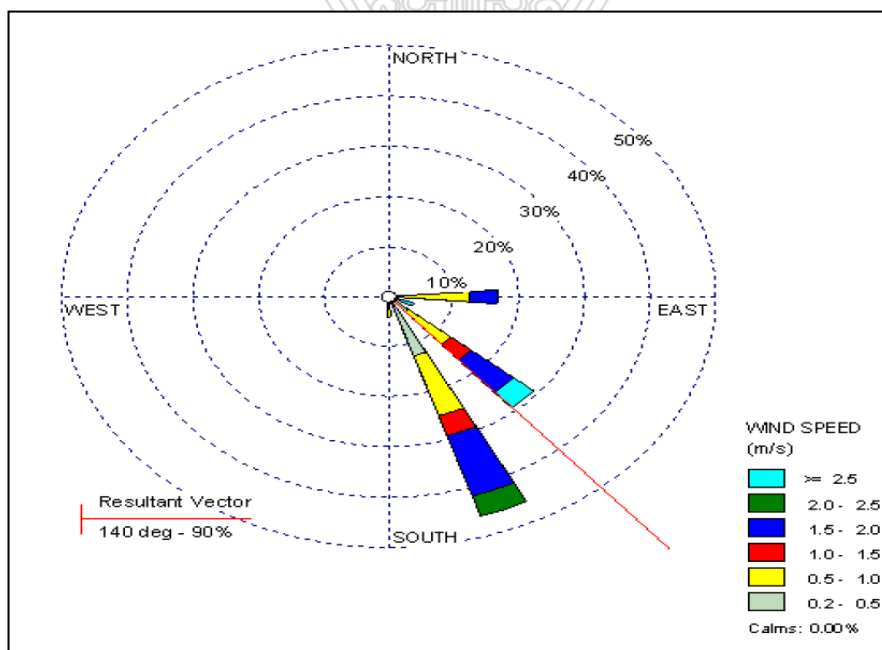 NORTH
50%
40%
30%
20%
10%
WEST
EAST
WIND SPEED
(m/s)
>= 2.5
2.0 - 2.5
1.5 - 2.0
1.0 - 1.5
0.5 - 1.0
0.2 - 0.5
Calms: 0.00%
Resultant Vector
140 deg - 90%
SOUTH